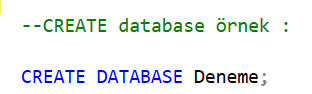 --CREATE database örnek :
CREATE DATABASE Deneme;